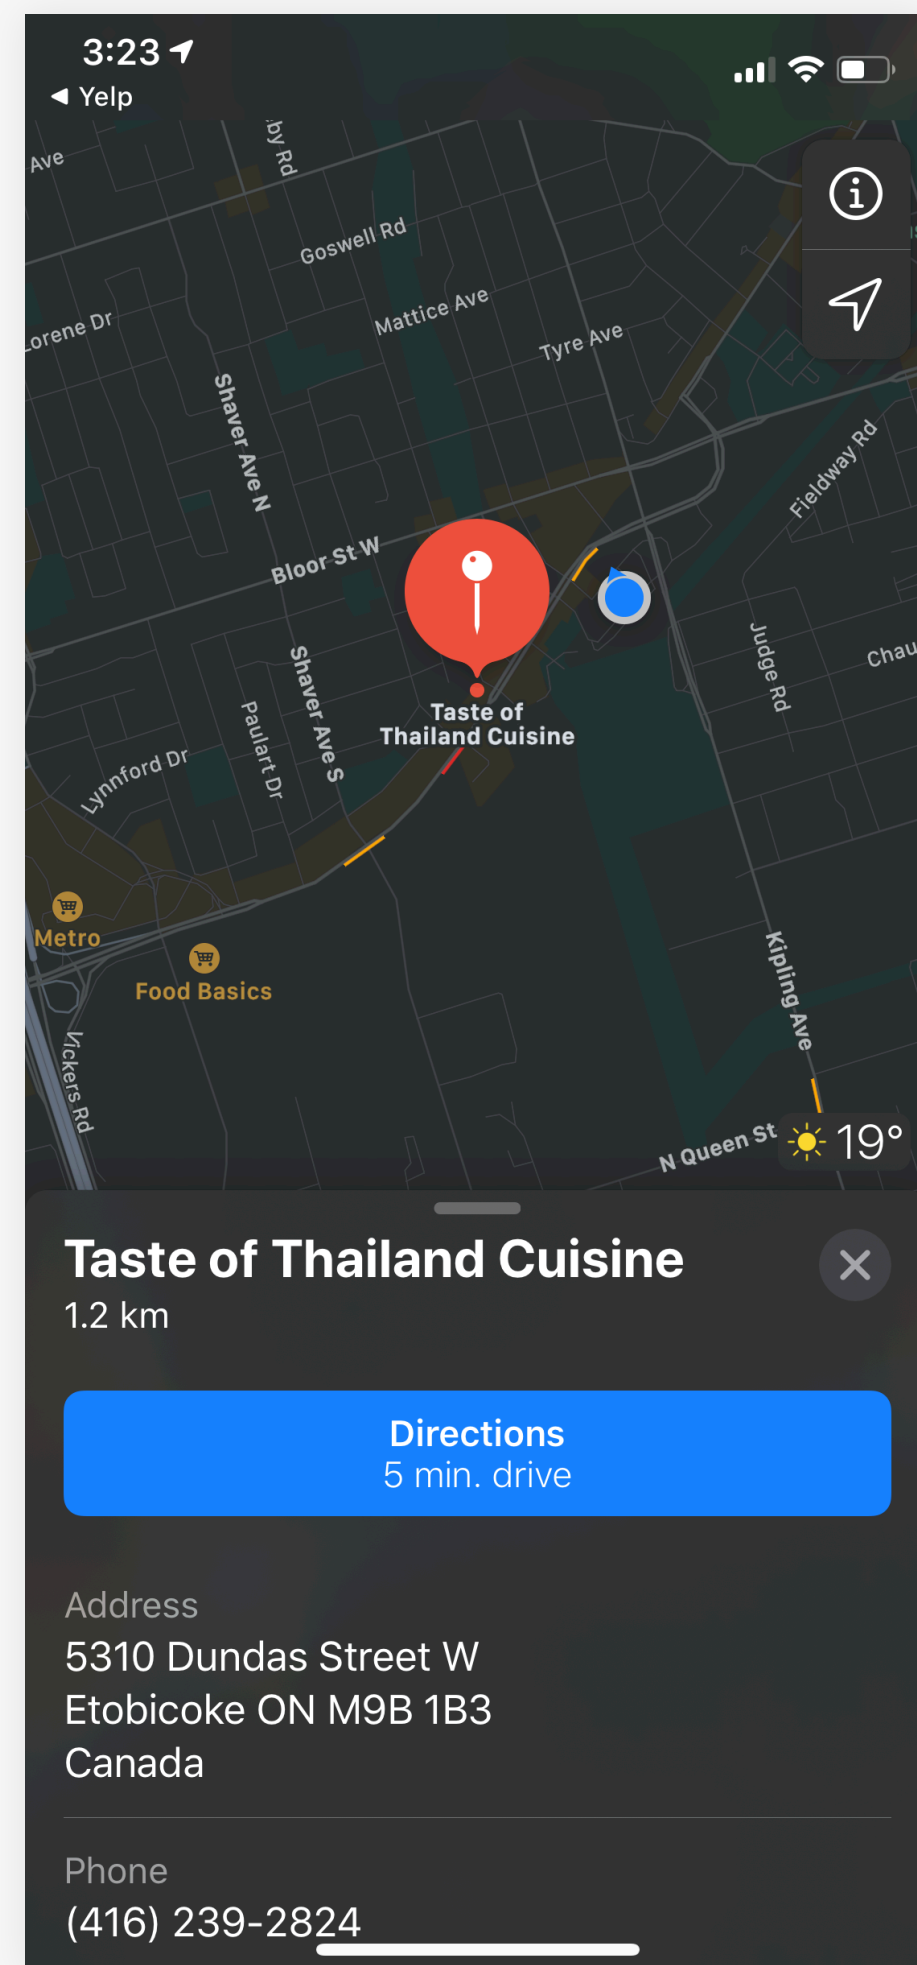 3:23
◀ Yelp
Ave
by Rd
Goswell Rd
Mattice Ave
Lorene Dr
Tyre Ave
Shaver Ave N
Fieldway Rd
Bloor St W
Judge Rd
Chau
Shaver Ave S
Paulart Dr
Taste of
Thailand Cuisine
Lynnford Dr
Metro
Food Basics
Kipling Ave
Vickers Rd
N Queen St
19°
Taste of Thailand Cuisine
1.2 km
Directions
5 min. drive
Address
5310 Dundas Street W
Etobicoke ON M9B 1B3
Canada
Phone
(416) 239-2824